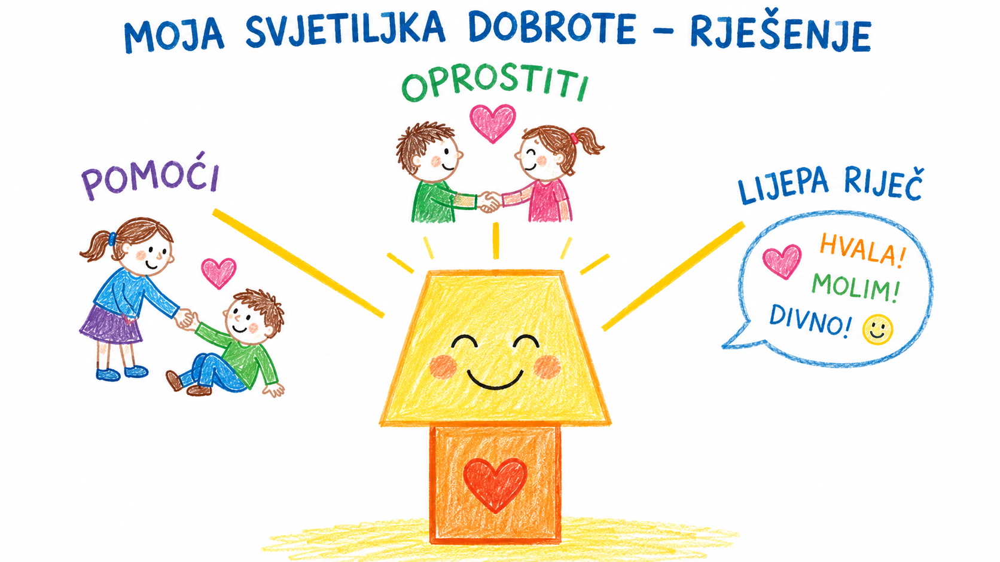 MOJA SVJETILJKA DOBROTE – RJEŠENJE
OPROSTITI
POMOĆI
LIJEPA RIJEČ
HVALA!
MOLIM!
DIVNO!